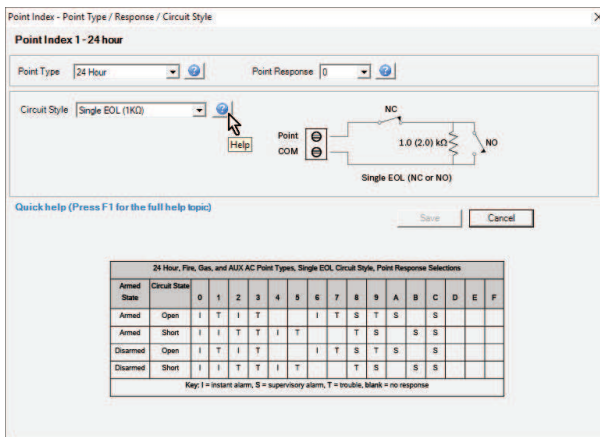 Point Index - Point Type / Response / Circuit Style
Point Index 1 - 24 hour
Point Type 24 Hour Point Response 0
Circuit Style Single EOL (1KΩ)
Help
NC
Point
COM
1.0 (2.0) kΩ
NO
Single EOL (NC or NO)
Quick help (Press F1 for the full help topic)
Save Cancel
24 Hour, Fire, Gas, and AUX AC Point Types, Single EOL Circuit Style, Point Response Selections
Armed State Circuit State 0 1 2 3 4 5 6 7 8 9 A B C D E F
Armed Open I T I T I T S T S S
Armed Short I I T T I T T S S S
Disarmed Open I T I T I T S T S S
Disarmed Short I I T T I T T S S S
Key: I = instant alarm, S = supervisory alarm, T = trouble, blank = no response